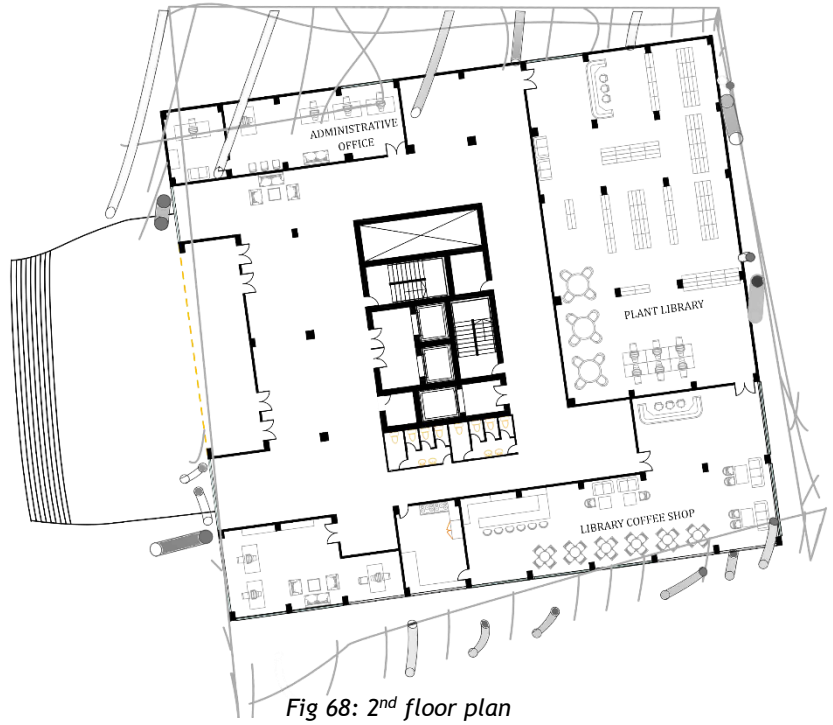 ADMINISTRATIVE
OFFICE
PLANT LIBRARY
LIBRARY COFFEE SHOP
Fig 68: 2nd floor plan